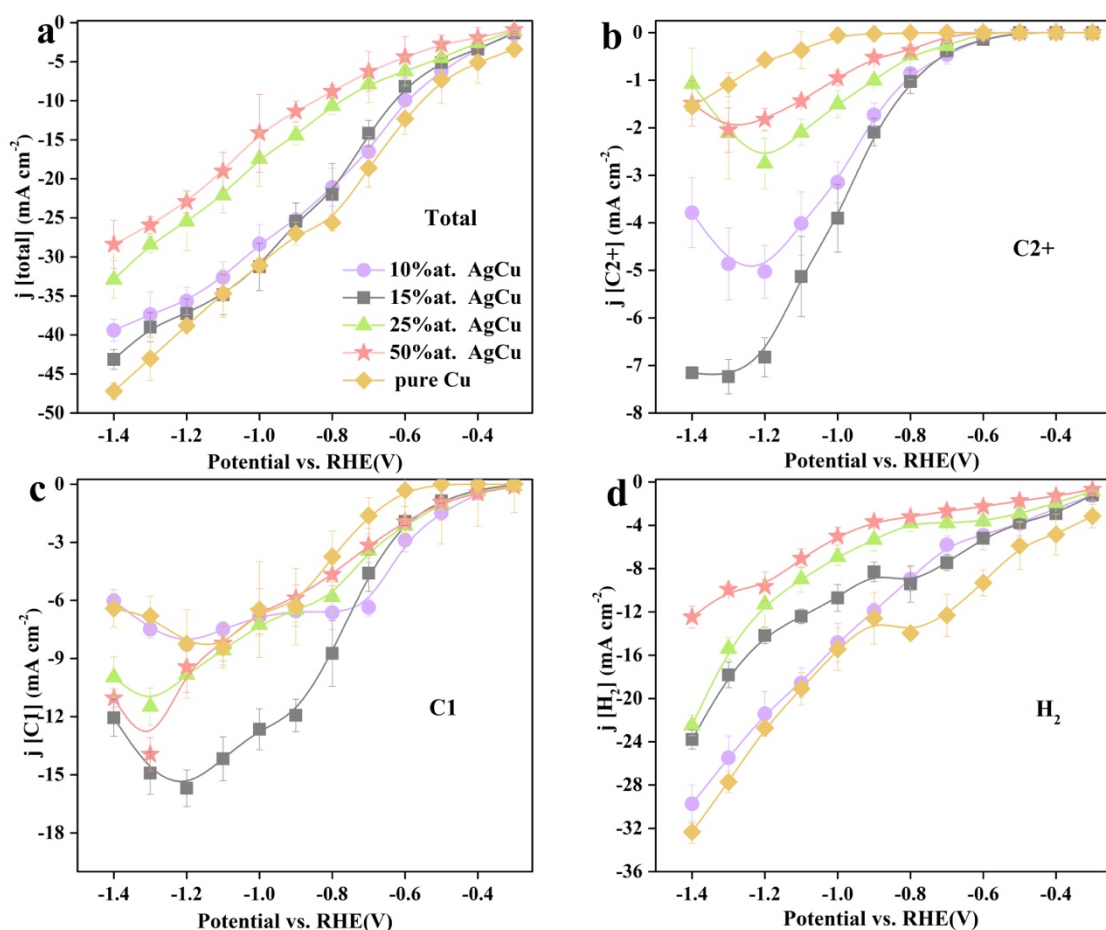 a
j [total] (mA cm-2)
0
-5
-10
-15
-20
-25
-30
-35
-40
-45
-50
Total
10%at. AgCu
15%at. AgCu
25%at. AgCu
50%at. AgCu
pure Cu
-1.4 -1.2 -1.0 -0.8 -0.6 -0.4
Potential vs. RHE(V)
b
j [C2+] (mA cm-2)
0
-1
-2
-3
-4
-5
-6
-7
-8
C2+
-1.4 -1.2 -1.0 -0.8 -0.6 -0.4
Potential vs. RHE(V)
c
j [C1] (mA cm-2)
0
-3
-6
-9
-12
-15
-18
C1
-1.4 -1.2 -1.0 -0.8 -0.6 -0.4
Potential vs. RHE(V)
d
j [H2] (mA cm-2)
0
-4
-8
-12
-16
-20
-24
-28
-32
-36
H2
-1.4 -1.2 -1.0 -0.8 -0.6 -0.4
Potential vs. RHE(V)